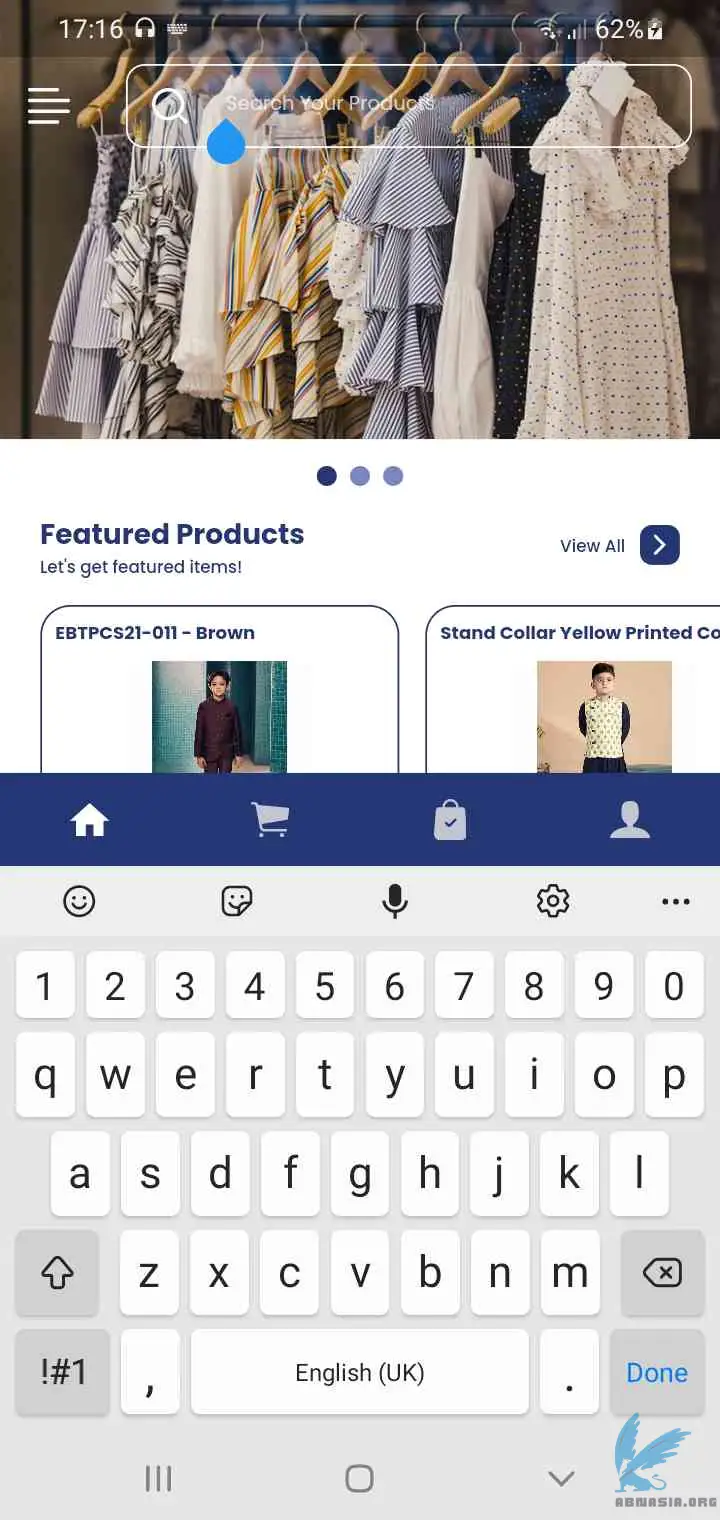 17:16
62%
Search Your Products
Featured Products
Let's get featured items!
View All
EBTPCS21-011 - Brown
Stand Collar Yellow Printed Co
1 2 3 4 5 6 7 8 9 0
q w e r t y u i o p
a s d f g h j k l
z x c v b n m
!#1 , English (UK) . Done
ABNASIA.ORG